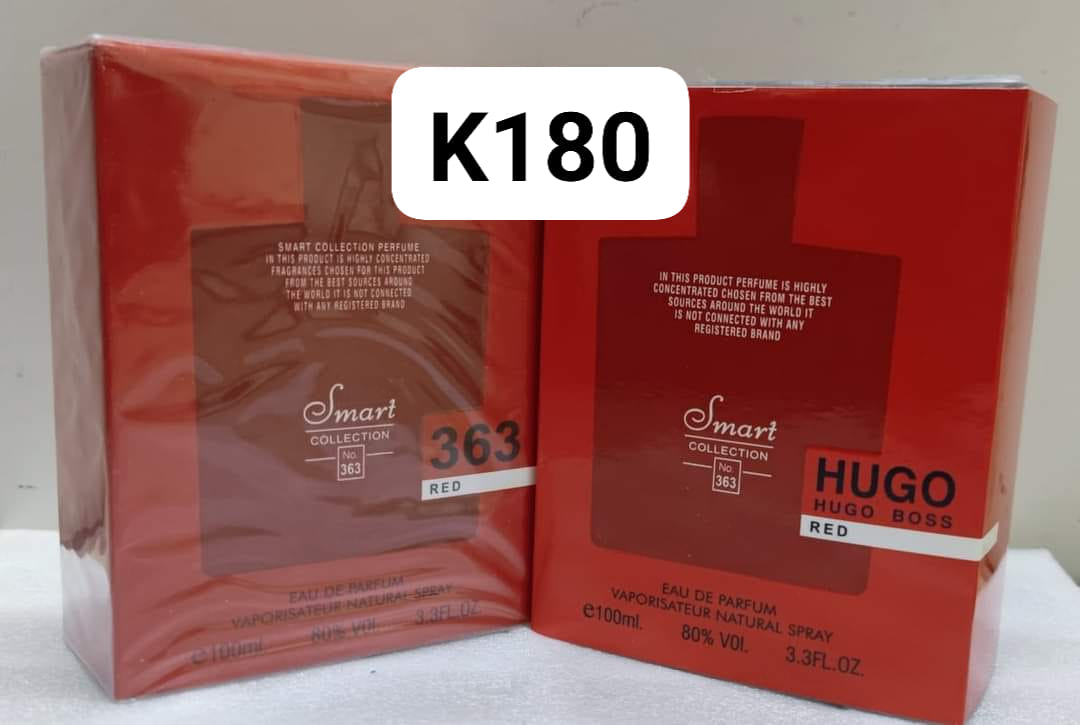 K180
SMART COLLECTION PERFUME
IN THIS PRODUCT IS HIGHLY CONCENTRATED
FRAGRANCES CHOSEN FOR THIS PRODUCT
FROM THE BEST SOURCES AROUND
THE WORLD IT IS NOT CONNECTED
WITH ANY REGISTERED BRAND
Smart
COLLECTION
No.
363
363
RED
EAU DE PARFUM
VAPORISATEUR NATURAL SPRAY
e100ml. 80% VOl. 3.3FL.OZ.
IN THIS PRODUCT PERFUME IS HIGHLY
CONCENTRATED CHOSEN FROM THE BEST
SOURCES AROUND THE WORLD IT
IS NOT CONNECTED WITH ANY
REGISTERED BRAND
Smart
COLLECTION
No.
363
HUGO
HUGO BOSS
RED
EAU DE PARFUM
VAPORISATEUR NATURAL SPRAY
e100ml. 80% VOl. 3.3FL.OZ.